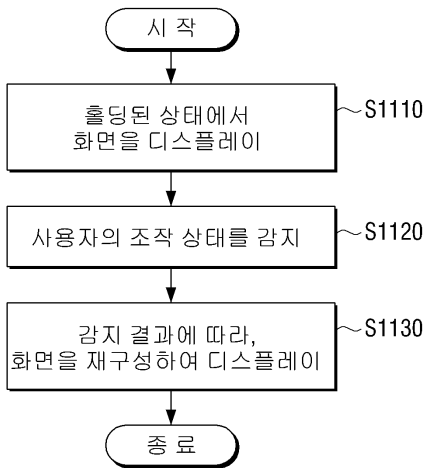 시 작
홀딩된 상태에서
화면을 디스플레이
S1110
사용자의 조작 상태를 감지
S1120
감지 결과에 따라,
화면을 재구성하여 디스플레이
S1130
종 료